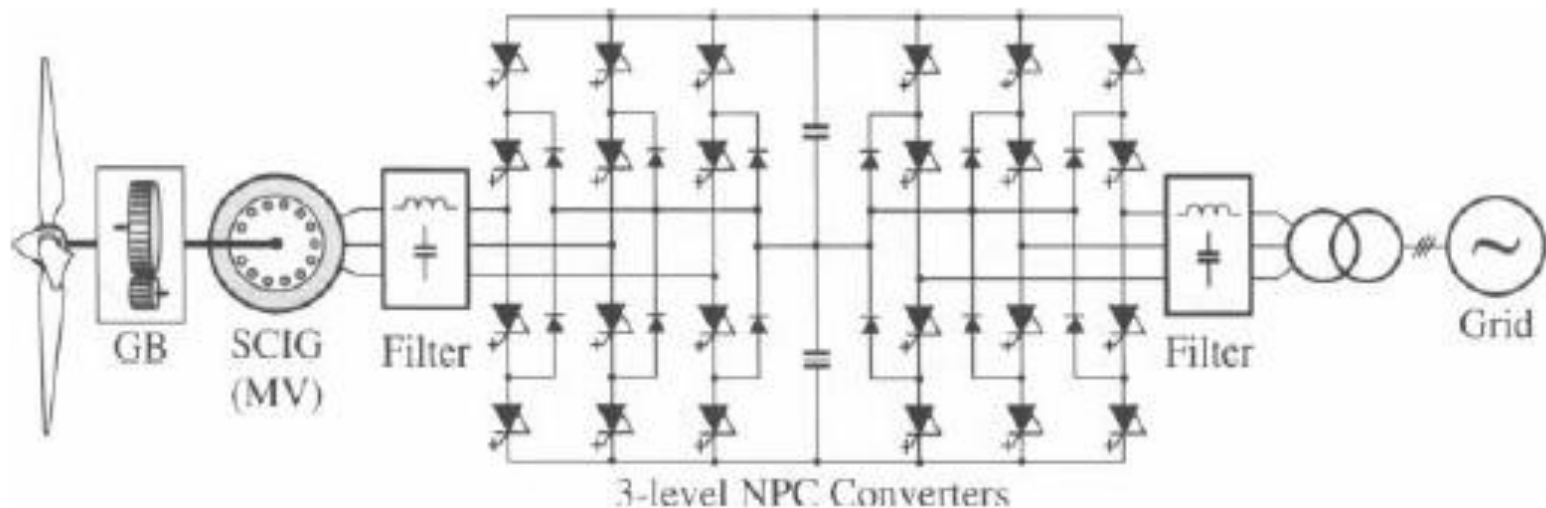 GB
SCIG
(MV)
Filter
Filter
Grid
3-level NPC Converters